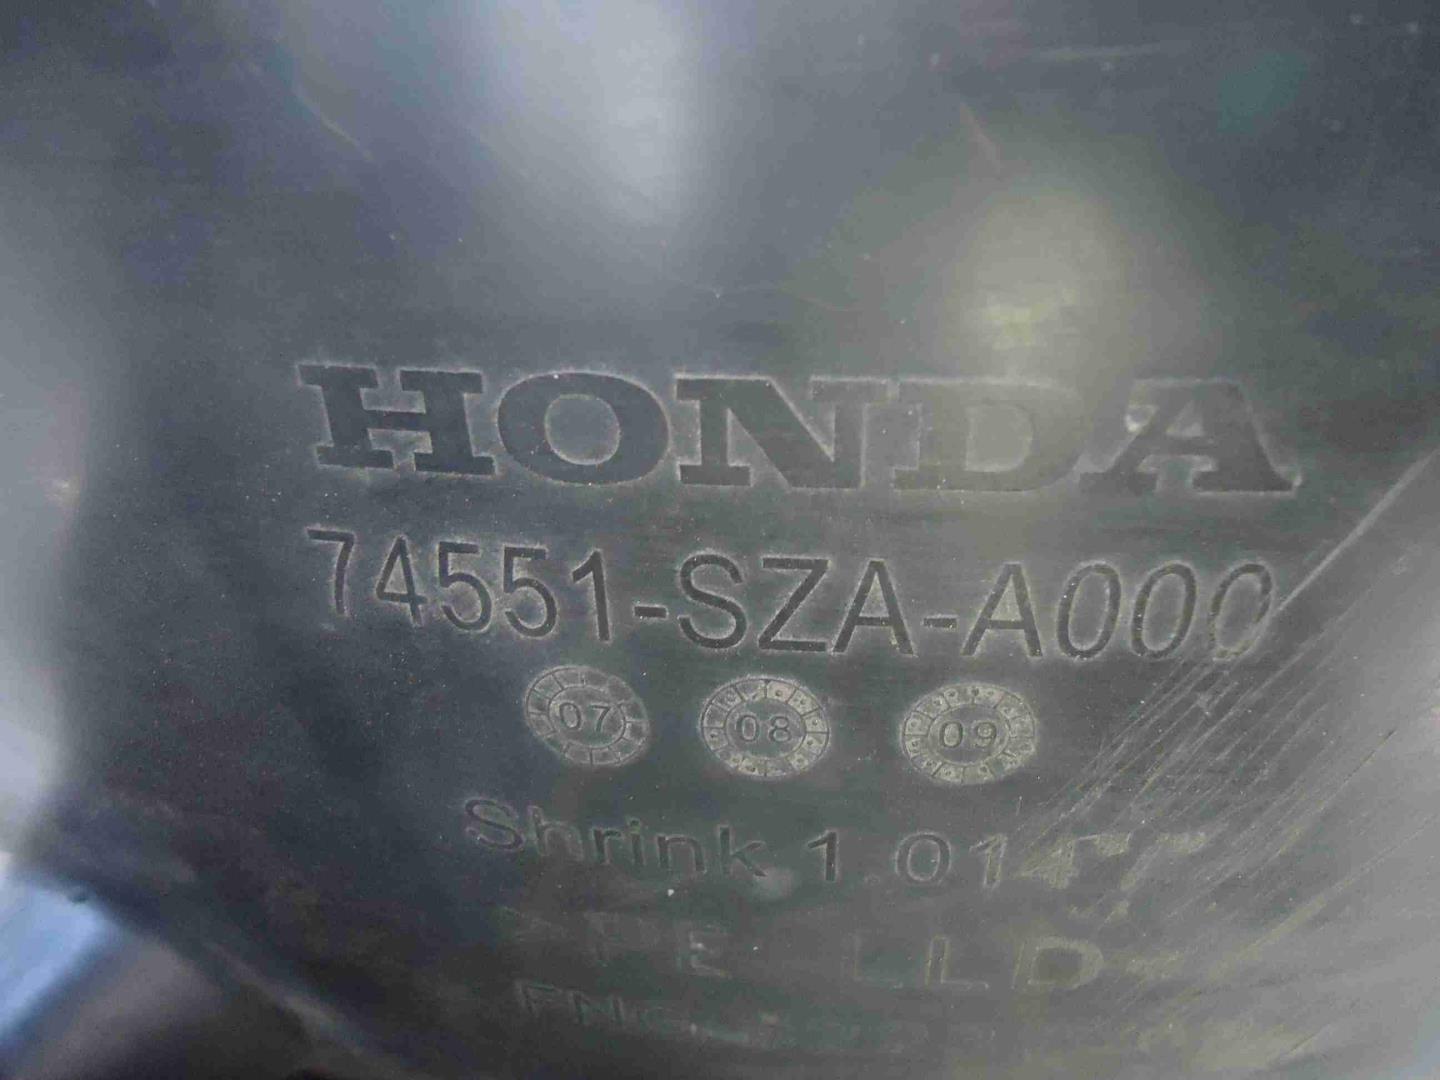 HONDA
74551-SZA-A000
07 08 09
Shrink 1.014